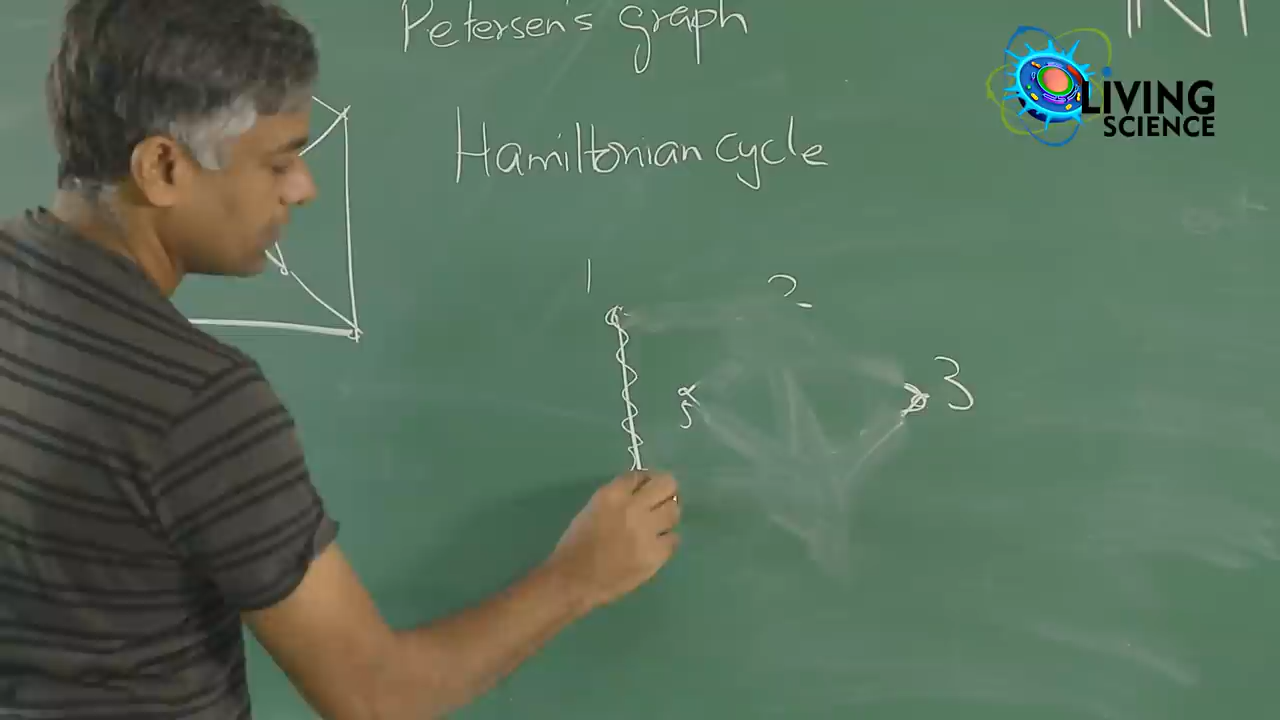 Petersen's graph
LIVING
SCIENCE
Hamiltonian cycle
1
2
3
5